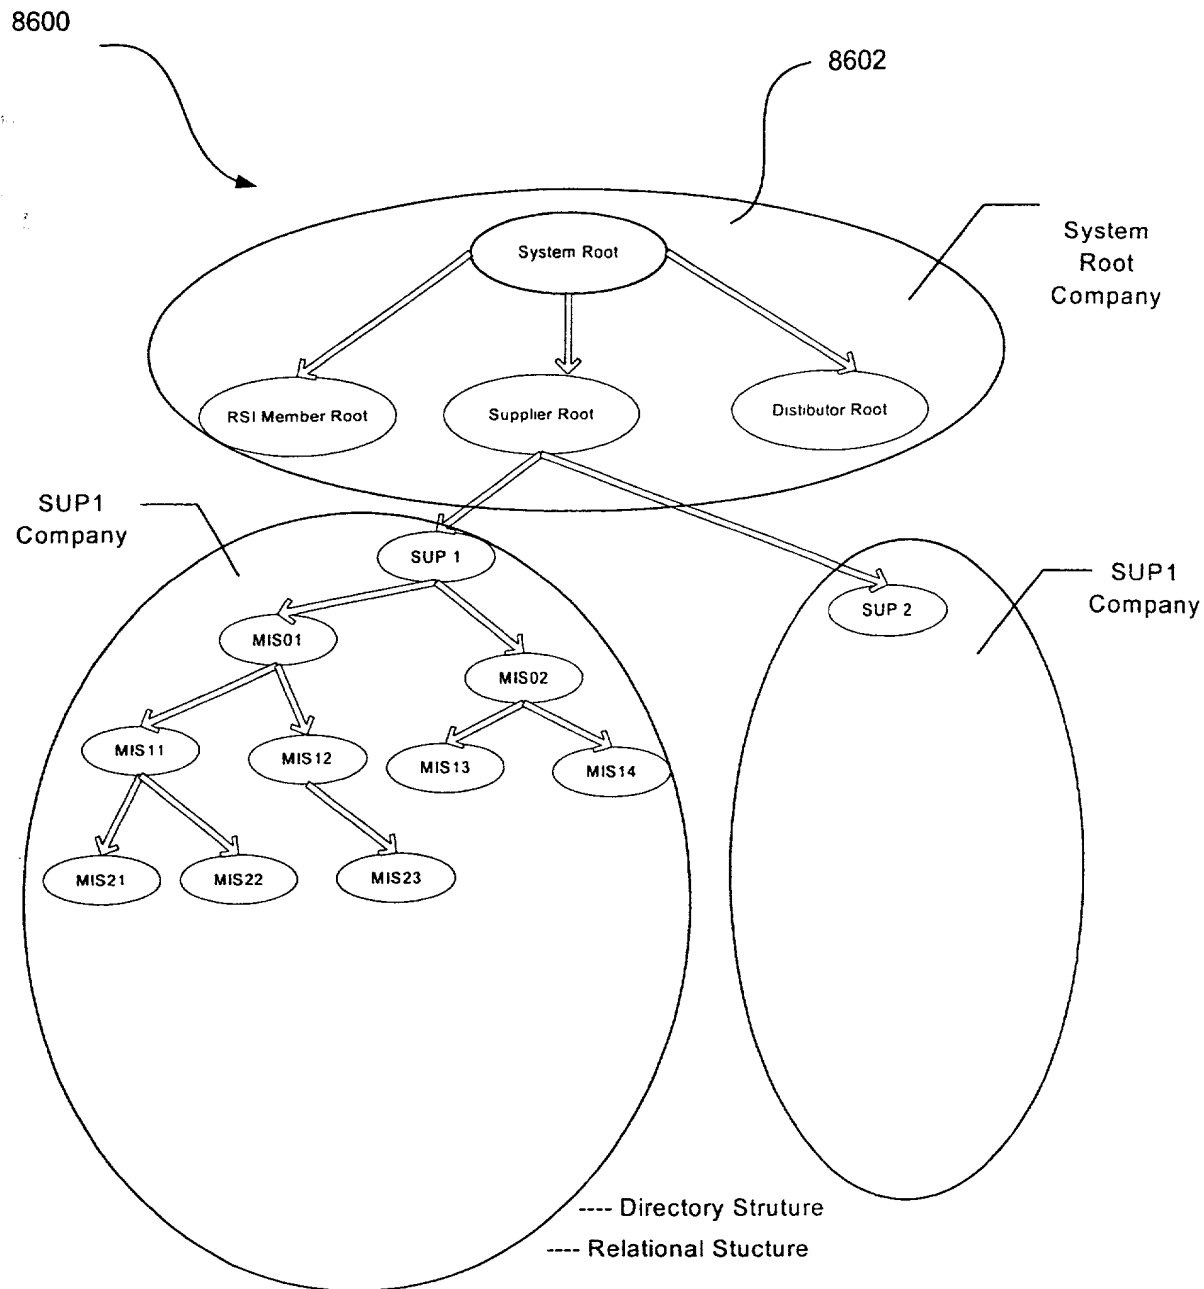 8600
8602
System Root
System
Root
Company
RSI Member Root
Supplier Root
Distibutor Root
SUP1
Company
SUP 1
SUP1
Company
SUP 2
MIS01
MIS02
MIS11
MIS12
MIS13
MIS14
MIS21
MIS22
MIS23
---- Directory Struture
---- Relational Stucture